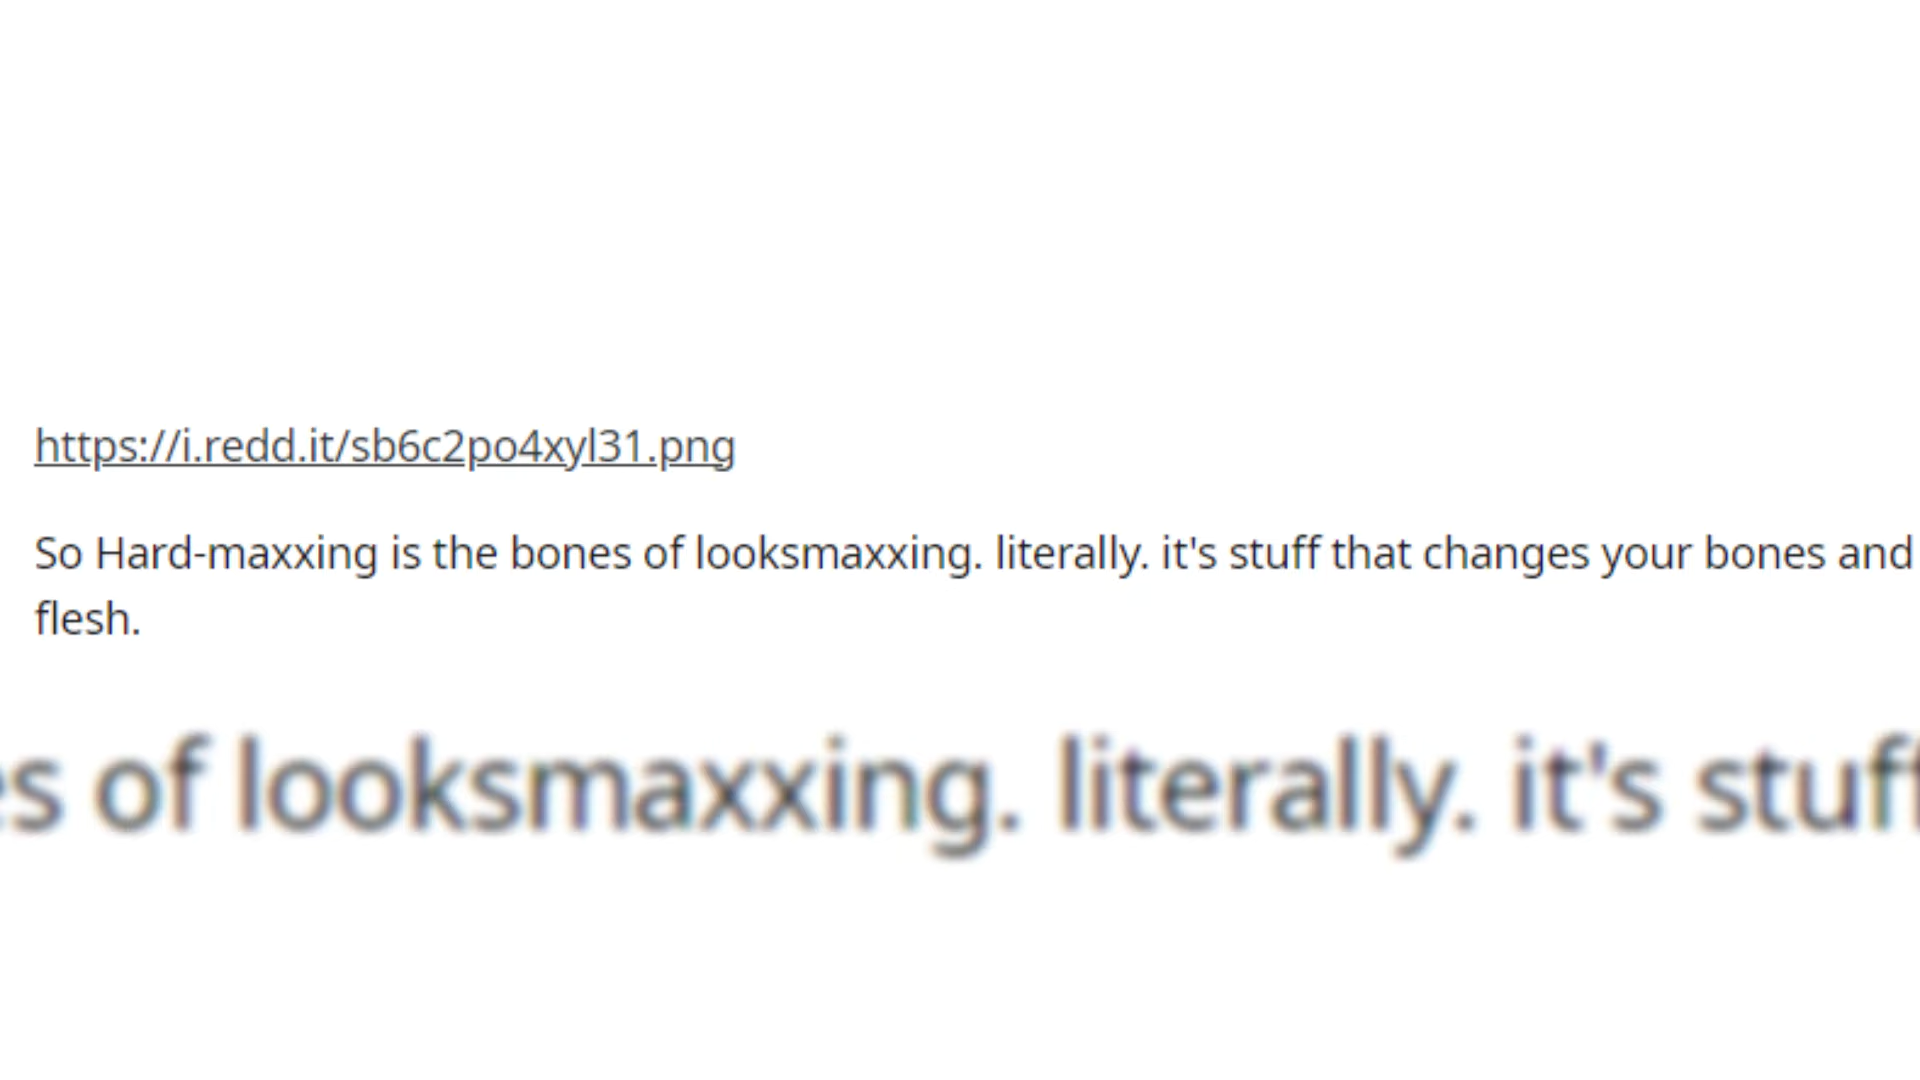 https://i.redd.it/sb6c2po4xyl31.png
So Hard-maxxing is the bones of looksmaxxing. literally. it's stuff that changes your bones and
flesh.
es of looksmaxxing. literally. it's stuff